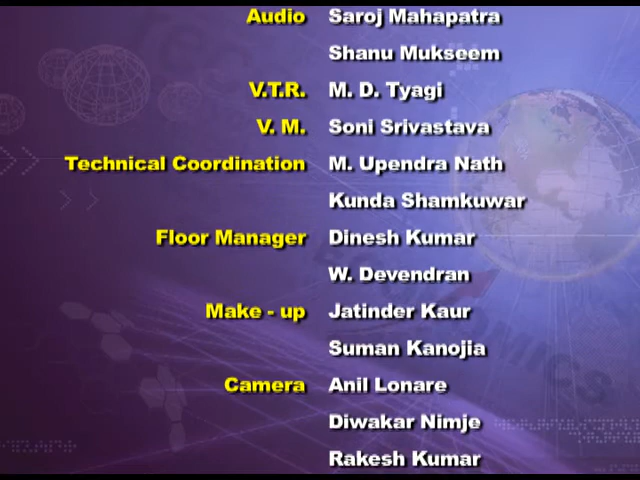 Audio Saroj Mahapatra
Shanu Mukseem
V.T.R. M. D. Tyagi
V. M. Soni Srivastava
Technical Coordination M. Upendra Nath
Kunda Shamkuwar
Floor Manager Dinesh Kumar
W. Devendran
Make - up Jatinder Kaur
Suman Kanojia
Camera Anil Lonare
Diwakar Nimje
Rakesh Kumar